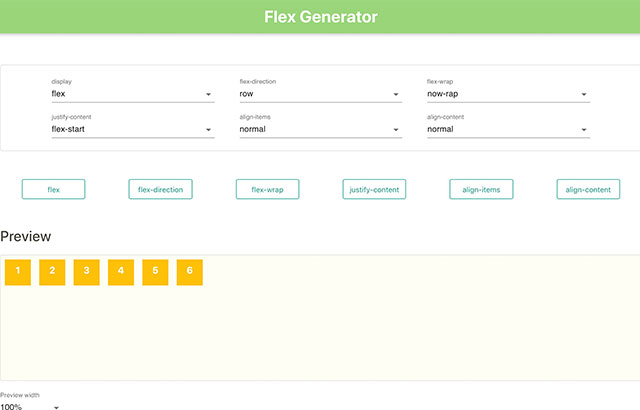 Flex Generator
display flex-direction flex-wrap
flex row now-rap
justify-content align-items align-content
flex-start normal normal
flex flex-direction flex-wrap justify-content align-items align-content
Preview
1 2 3 4 5 6
Preview width
100%